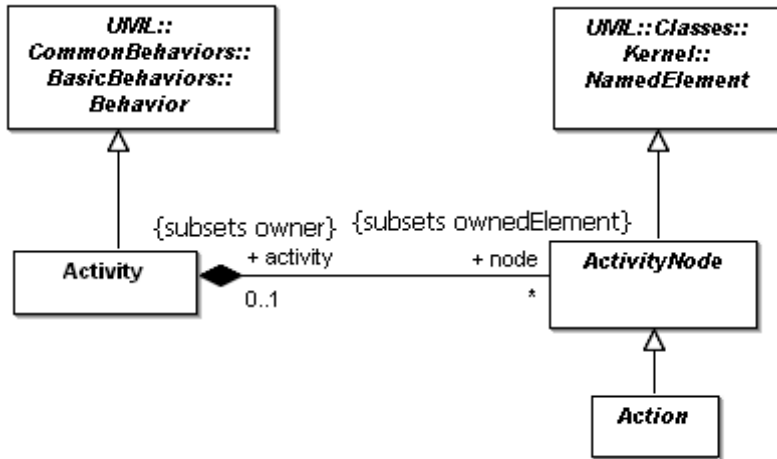 UML::
CommonBehaviors::
BasicBehaviors::
Behavior
UML::Classes::
Kernel::
NamedElement
{subsets owner}
{subsets ownedElement}
Activity
+ activity
0..1
+ node
*
ActivityNode
Action